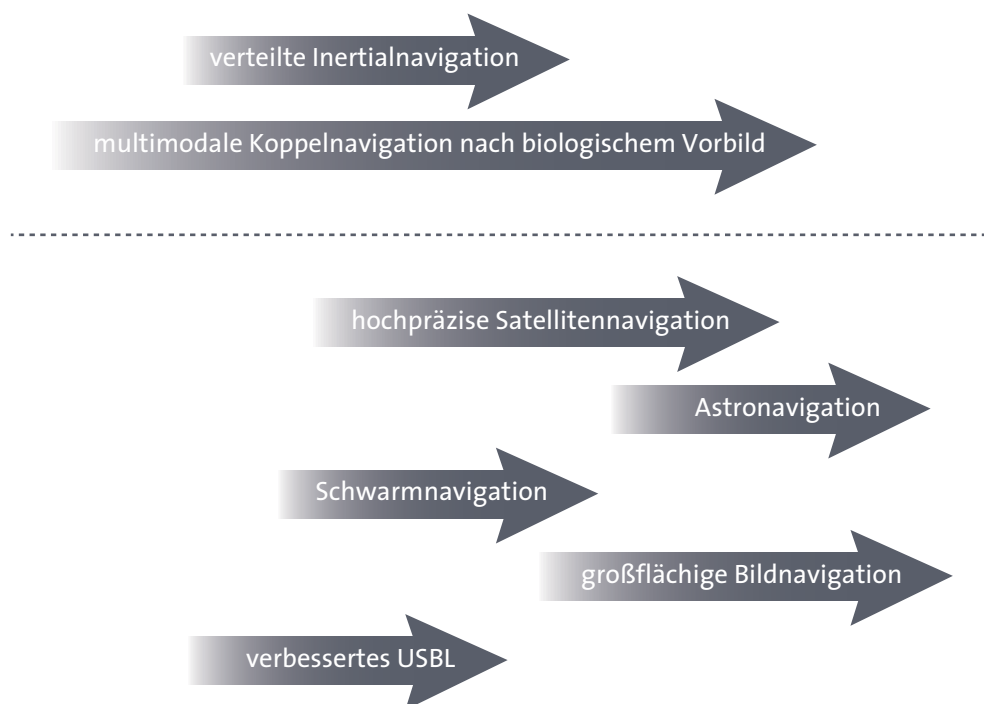 verteilte Inertialnavigation
multimodale Koppelnavigation nach biologischem Vorbild
hochpräzise Satellitennavigation
Astronavigation
Schwarmnavigation
großflächige Bildnavigation
verbessertes USBL